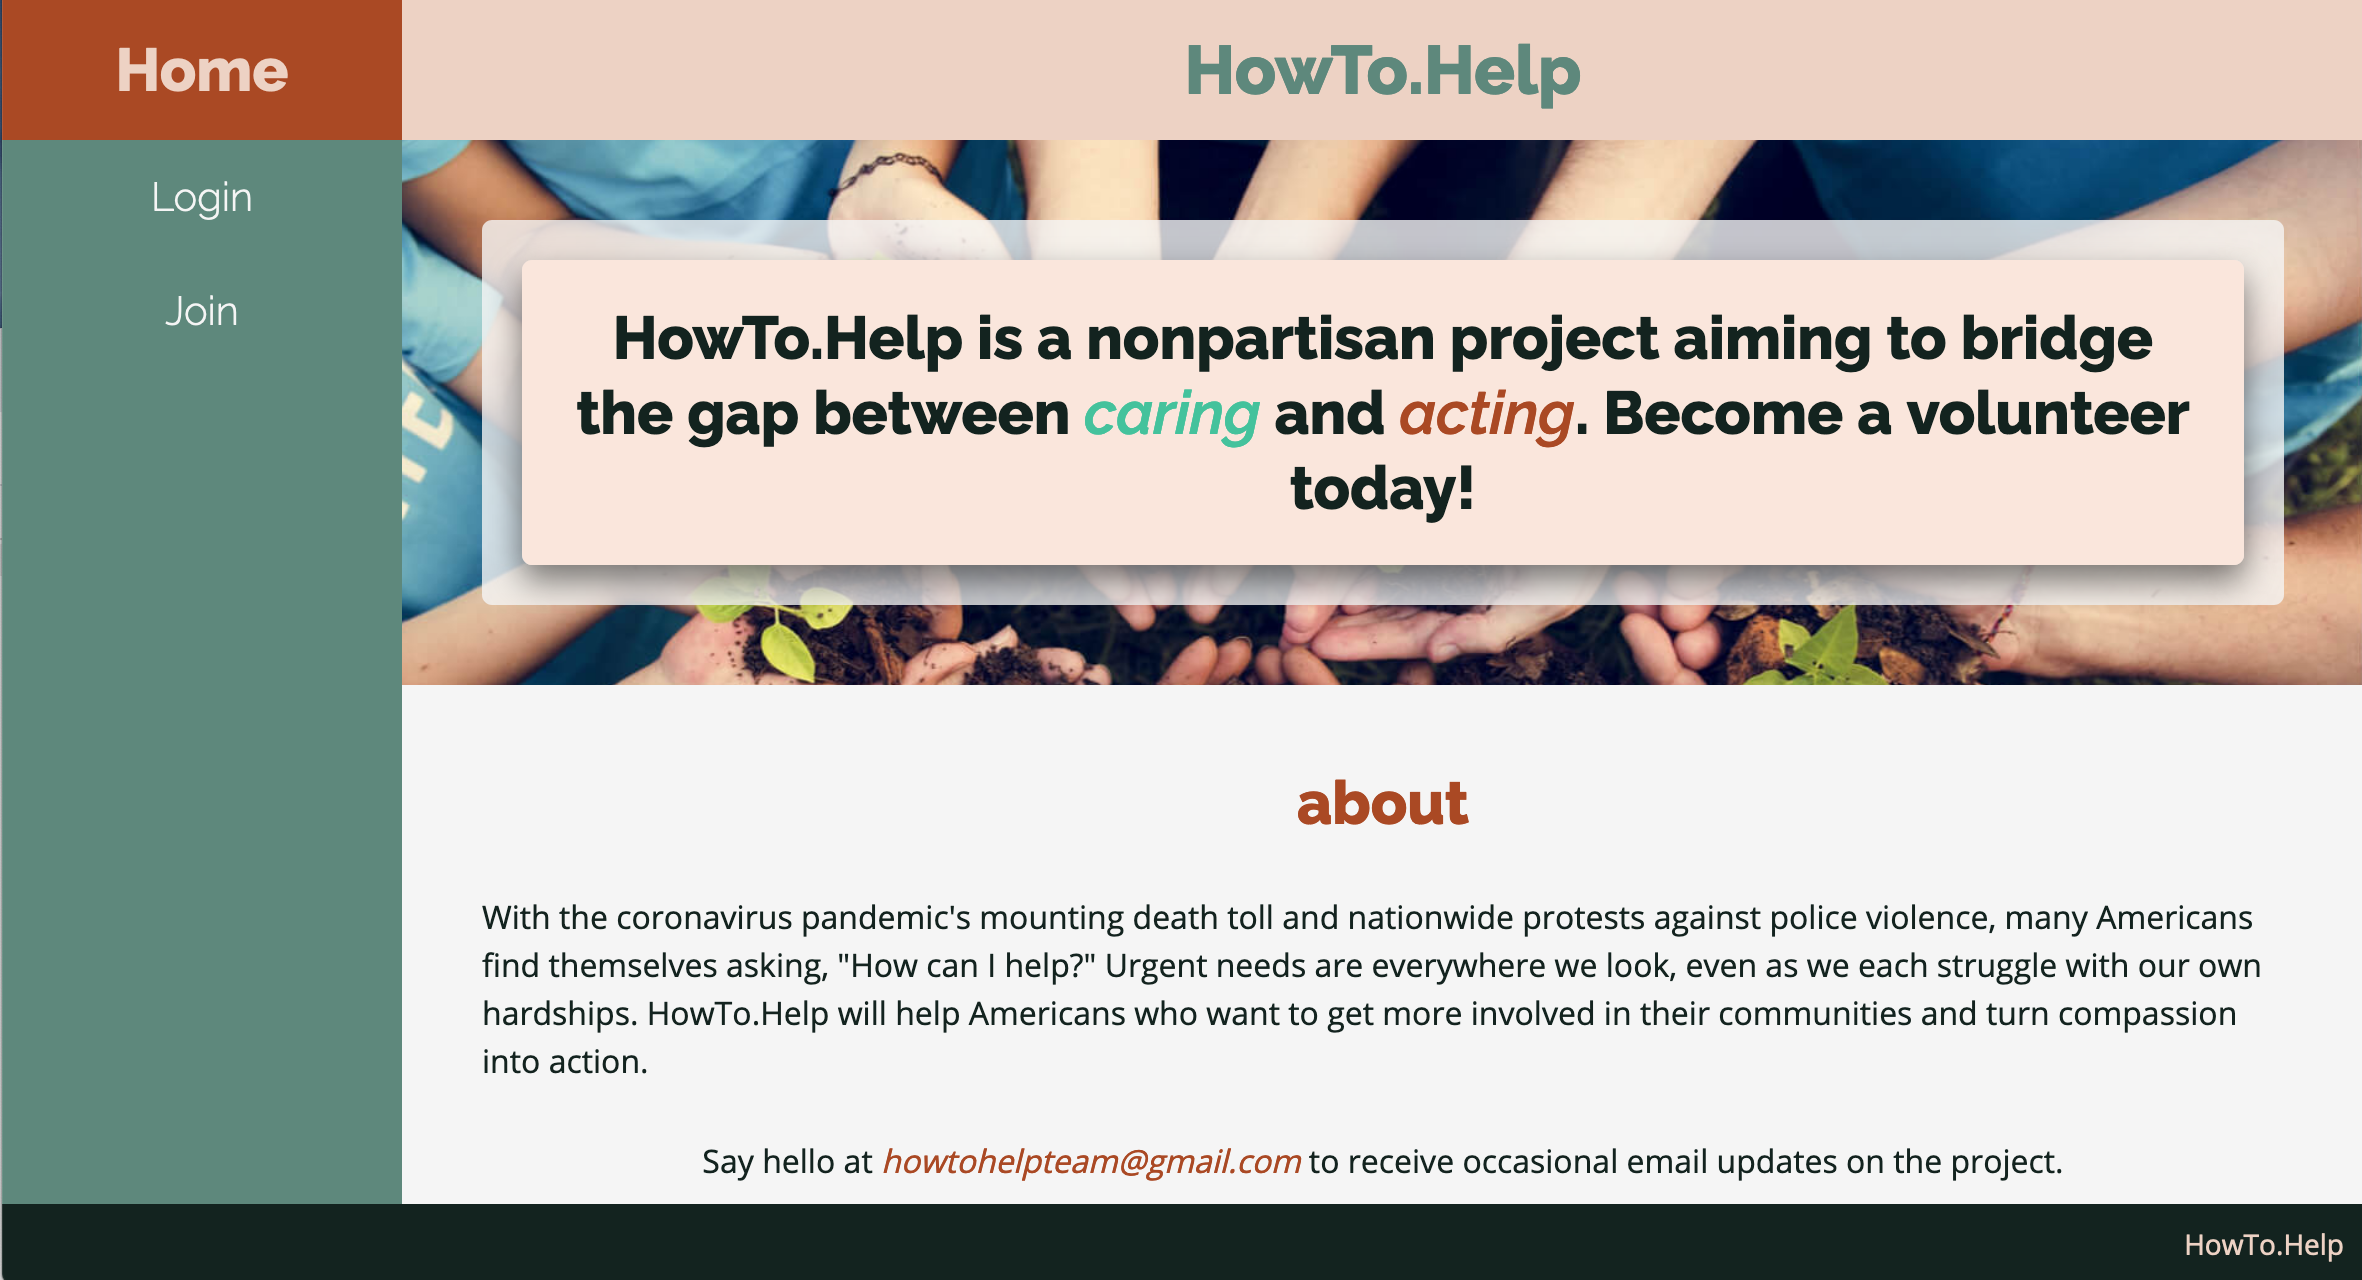 Home
HowTo.Help
Login
Join
HowTo.Help is a nonpartisan project aiming to bridge
the gap between caring and acting. Become a volunteer
today!
about
With the coronavirus pandemic's mounting death toll and nationwide protests against police violence, many Americans
find themselves asking, "How can I help?" Urgent needs are everywhere we look, even as we each struggle with our own
hardships. HowTo.Help will help Americans who want to get more involved in their communities and turn compassion
into action.
Say hello at howtohelpteam@gmail.com to receive occasional email updates on the project.
HowTo.Help